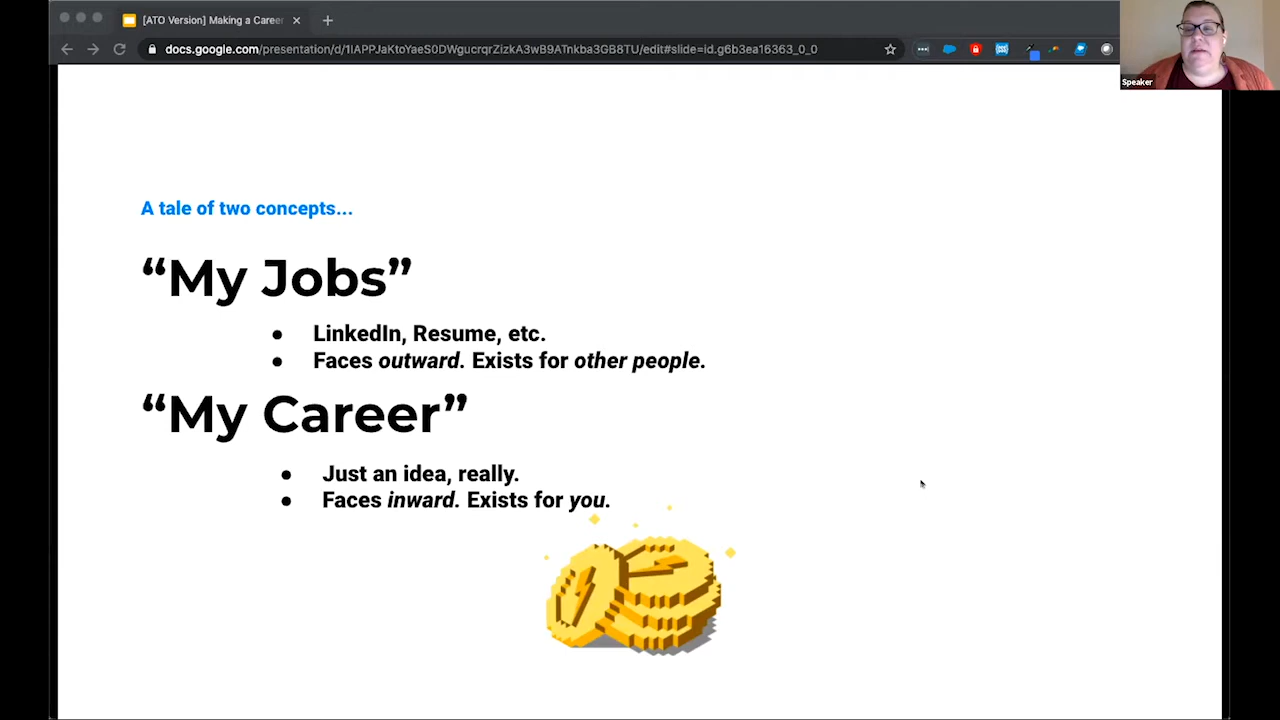 [ATO Version] Making a Career
docs.google.com/presentation/d/1IAPPJaKtoYaeS0DWgucrqrZizkA3wB9ATnkba3GB8TU/edit#slide=id.g6b3ea16363_0_0
Speaker
A tale of two concepts...
“My Jobs”
• LinkedIn, Resume, etc.
• Faces outward. Exists for other people.
“My Career”
• Just an idea, really.
• Faces inward. Exists for you.